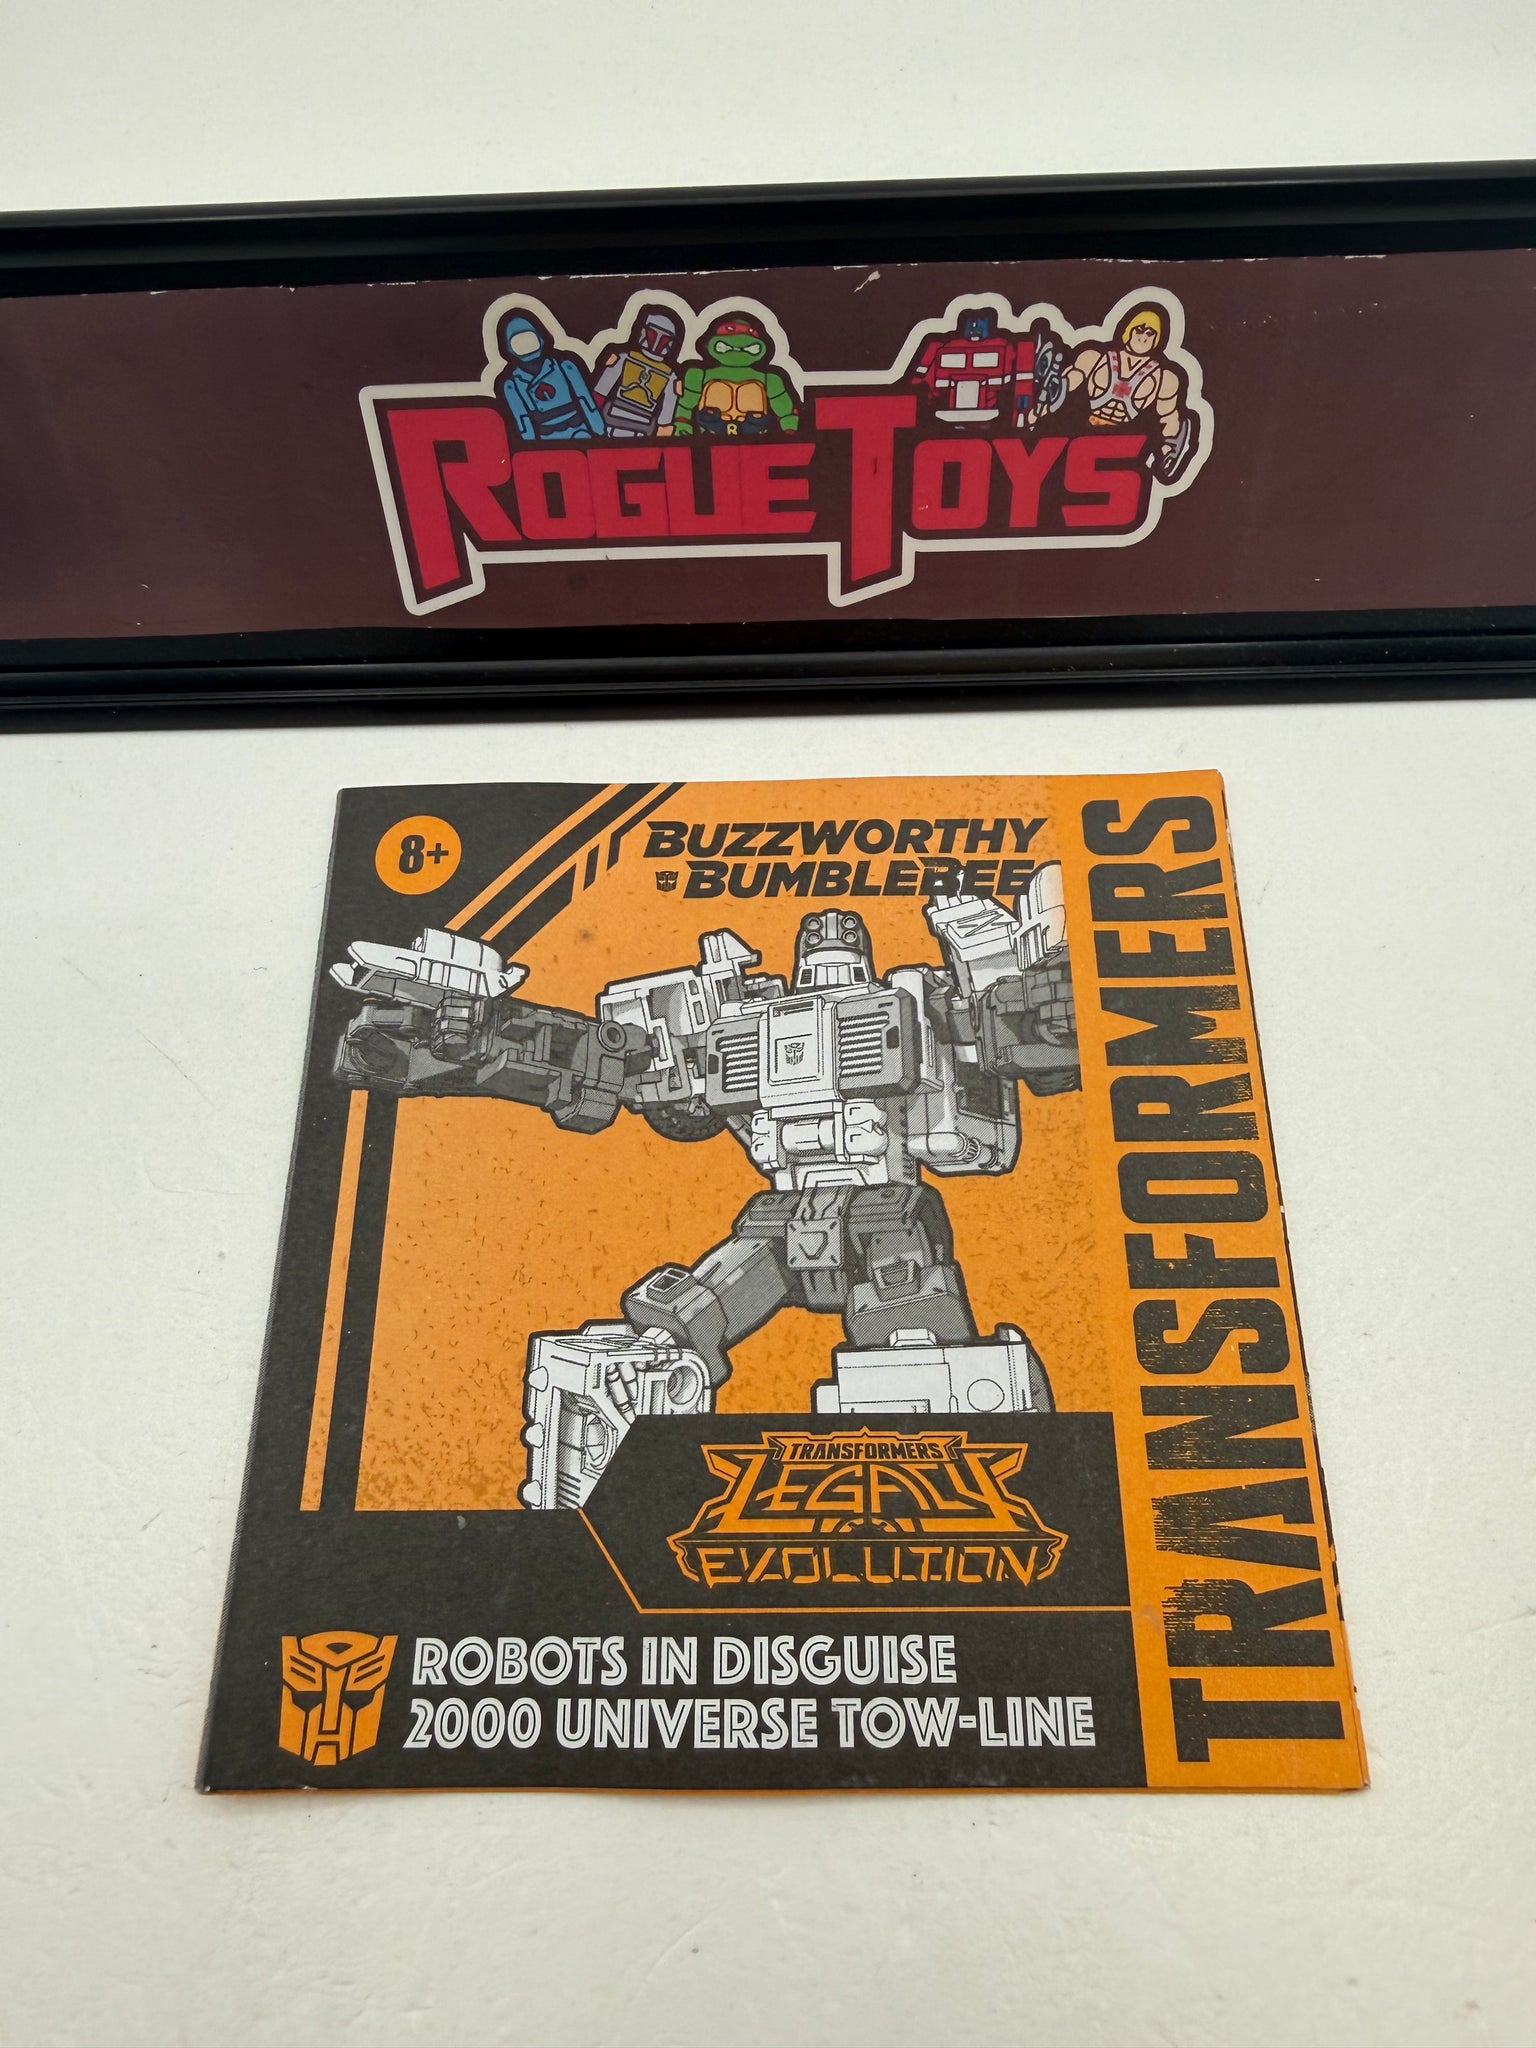 ROGUE TOYS
8+
BUZZWORTHY
BUMBLEBEE
TRANSFORMERS
TRANSFORMERS
LEGACY
EVOLUTION
ROBOTS IN DISGUISE
2000 UNIVERSE TOW-LINE